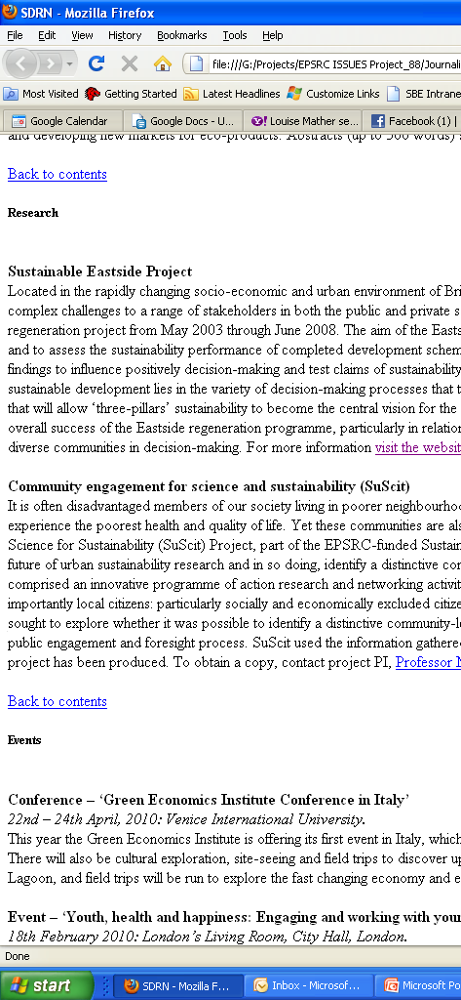 SDRN - Mozilla Firefox
File Edit View History Bookmarks Tools Help
file:///G:/Projects/EPSRC ISSUES Project_88/Journali
Most Visited Getting Started Latest Headlines Customize Links SBE Intrane
Google Calendar Google Docs - U... Louise Mather se... Facebook (1) |
and developing new markets for eco-products. Abstracts (up to 500 words) s
Back to contents
Research
Sustainable Eastside Project
Located in the rapidly changing socio-economic and urban environment of Bri
complex challenges to a range of stakeholders in both the public and private s
regeneration project from May 2003 through June 2008. The aim of the Easts
and to assess the sustainability performance of completed development schem
findings to influence positively decision-making and test claims of sustainability
sustainable development lies in the variety of decision-making processes that t
that will allow ‘three-pillars’ sustainability to become the central vision for the
overall success of the Eastside regeneration programme, particularly in relation
diverse communities in decision-making. For more information visit the websit
Community engagement for science and sustainability (SuScit)
It is often disadvantaged members of our society living in poorer neighbourhoo
experience the poorest health and quality of life. Yet these communities are als
Science for Sustainability (SuScit) Project, part of the EPSRC-funded Sustain
future of urban sustainability research and in so doing, identify a distinctive con
comprised an innovative programme of action research and networking activit
importantly local citizens: particularly socially and economically excluded citize
sought to explore whether it was possible to identify a distinctive community-le
public engagement and foresight process. SuScit used the information gathered
project has been produced. To obtain a copy, contact project PI, Professor N
Back to contents
Events
Conference – ‘Green Economics Institute Conference in Italy’
22nd – 24th April, 2010: Venice International University.
This year the Green Economics Institute is offering its first event in Italy, which
There will also be cultural exploration, site-seeing and field trips to discover up
Lagoon, and field trips will be run to explore the fast changing economy and e
Event – ‘Youth, health and happiness: Engaging and working with your
18th February 2010: London’s Living Room, City Hall, London.
Done
start SDRN - Mozilla F... Inbox - Microsof... Microsoft Po